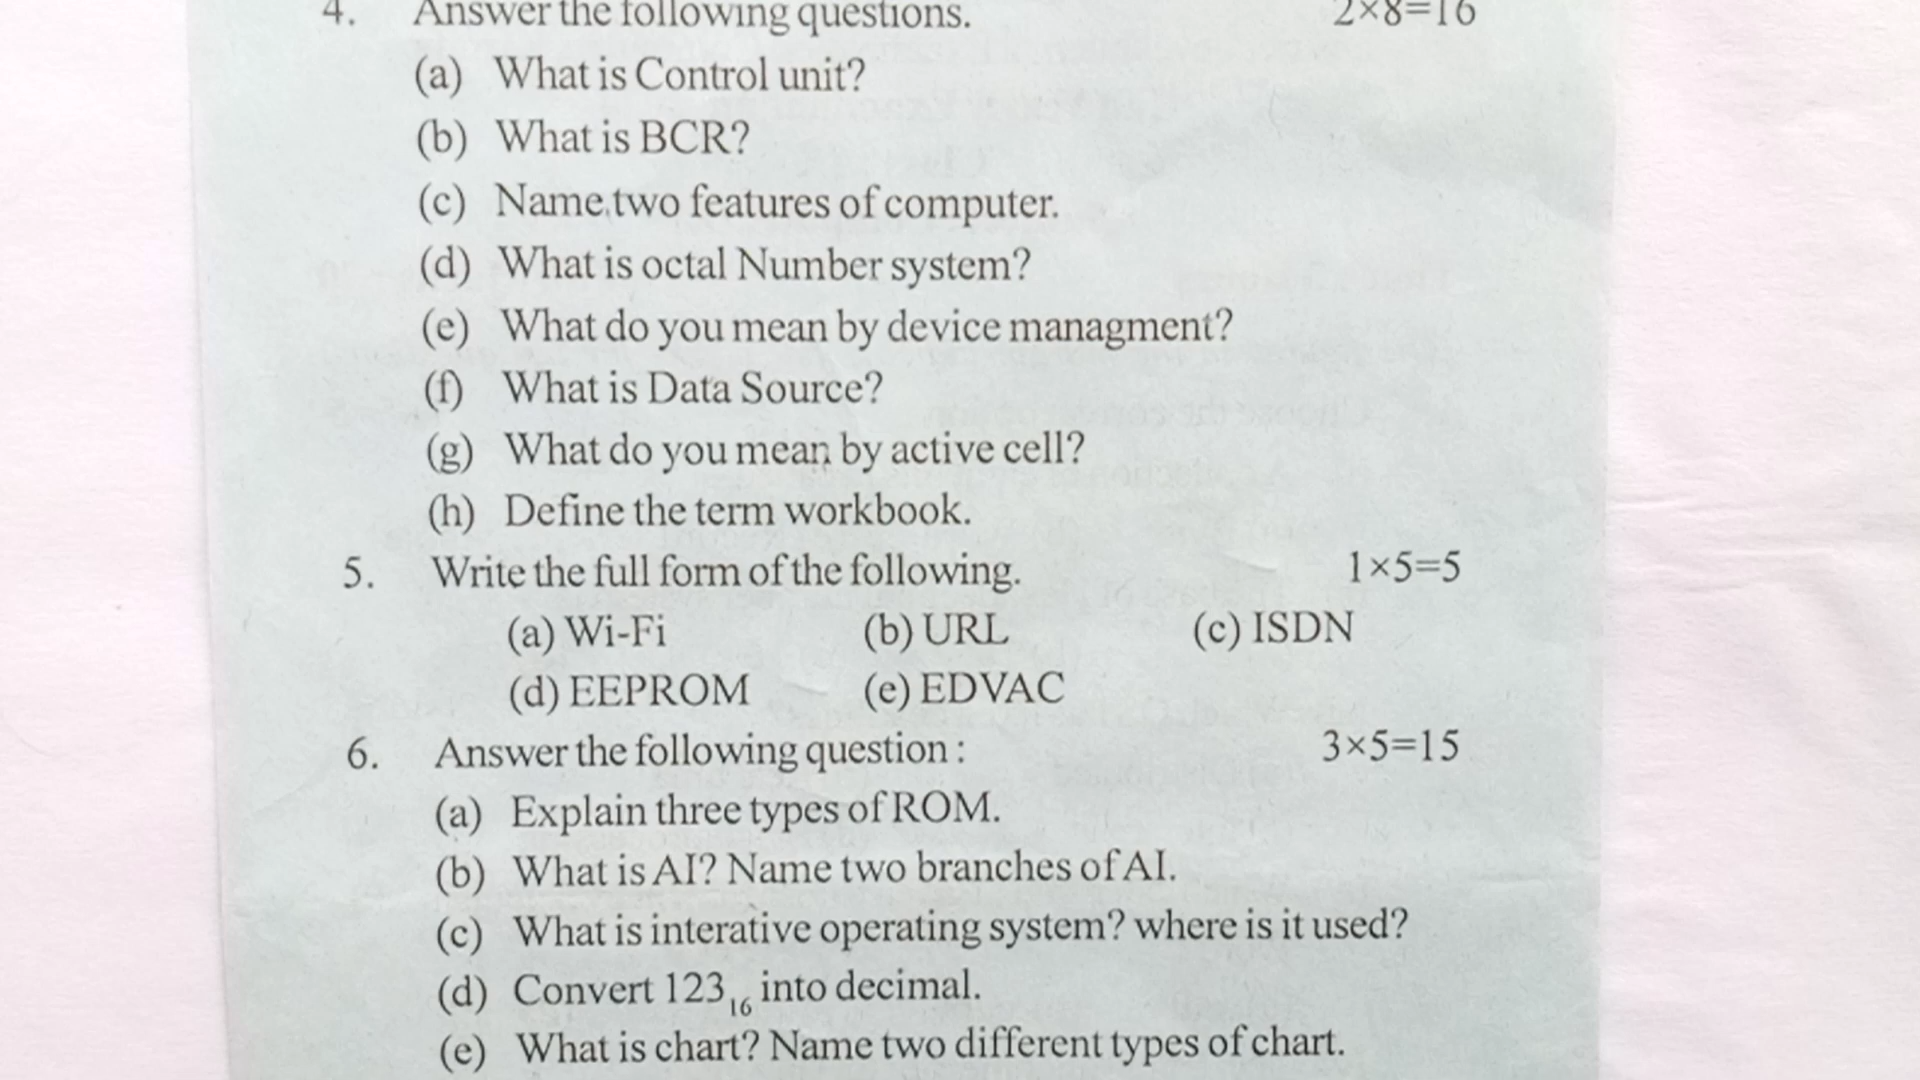 4. Answer the following questions. 2×8=16
(a) What is Control unit?
(b) What is BCR?
(c) Name two features of computer.
(d) What is octal Number system?
(e) What do you mean by device managment?
(f) What is Data Source?
(g) What do you mean by active cell?
(h) Define the term workbook.
5. Write the full form of the following. 1×5=5
(a) Wi-Fi (b) URL (c) ISDN
(d) EEPROM (e) EDVAC
6. Answer the following question : 3×5=15
(a) Explain three types of ROM.
(b) What is AI? Name two branches of AI.
(c) What is interative operating system? where is it used?
(d) Convert 123₁₆ into decimal.
(e) What is chart? Name two different types of chart.